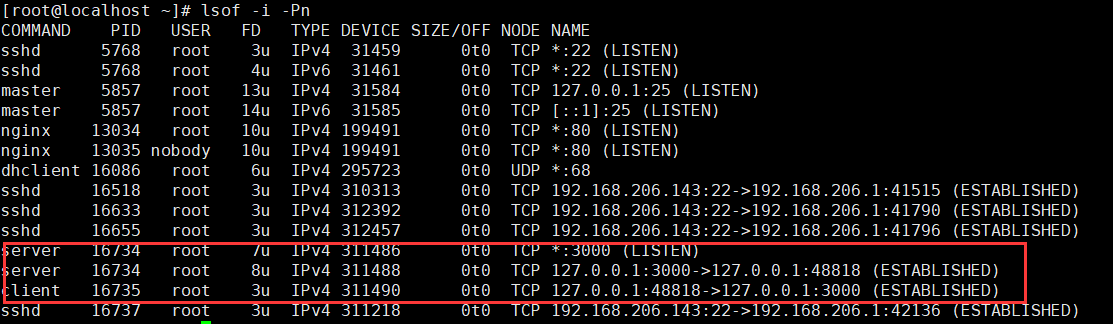 [root@localhost ~]# lsof -i -Pn
COMMAND PID USER FD TYPE DEVICE SIZE/OFF NODE NAME
sshd 5768 root 3u IPv4 31459 0t0 TCP *:22 (LISTEN)
sshd 5768 root 4u IPv6 31461 0t0 TCP *:22 (LISTEN)
master 5857 root 13u IPv4 31584 0t0 TCP 127.0.0.1:25 (LISTEN)
master 5857 root 14u IPv6 31585 0t0 TCP [::1]:25 (LISTEN)
nginx 13034 root 10u IPv4 199491 0t0 TCP *:80 (LISTEN)
nginx 13035 nobody 10u IPv4 199491 0t0 TCP *:80 (LISTEN)
dhclient 16086 root 6u IPv4 295723 0t0 UDP *:68
sshd 16518 root 3u IPv4 310313 0t0 TCP 192.168.206.143:22->192.168.206.1:41515 (ESTABLISHED)
sshd 16633 root 3u IPv4 312392 0t0 TCP 192.168.206.143:22->192.168.206.1:41790 (ESTABLISHED)
sshd 16655 root 3u IPv4 312457 0t0 TCP 192.168.206.143:22->192.168.206.1:41796 (ESTABLISHED)
server 16734 root 7u IPv4 311486 0t0 TCP *:3000 (LISTEN)
server 16734 root 8u IPv4 311488 0t0 TCP 127.0.0.1:3000->127.0.0.1:48818 (ESTABLISHED)
client 16735 root 3u IPv4 311490 0t0 TCP 127.0.0.1:48818->127.0.0.1:3000 (ESTABLISHED)
sshd 16737 root 3u IPv4 311218 0t0 TCP 192.168.206.143:22->192.168.206.1:42136 (ESTABLISHED)